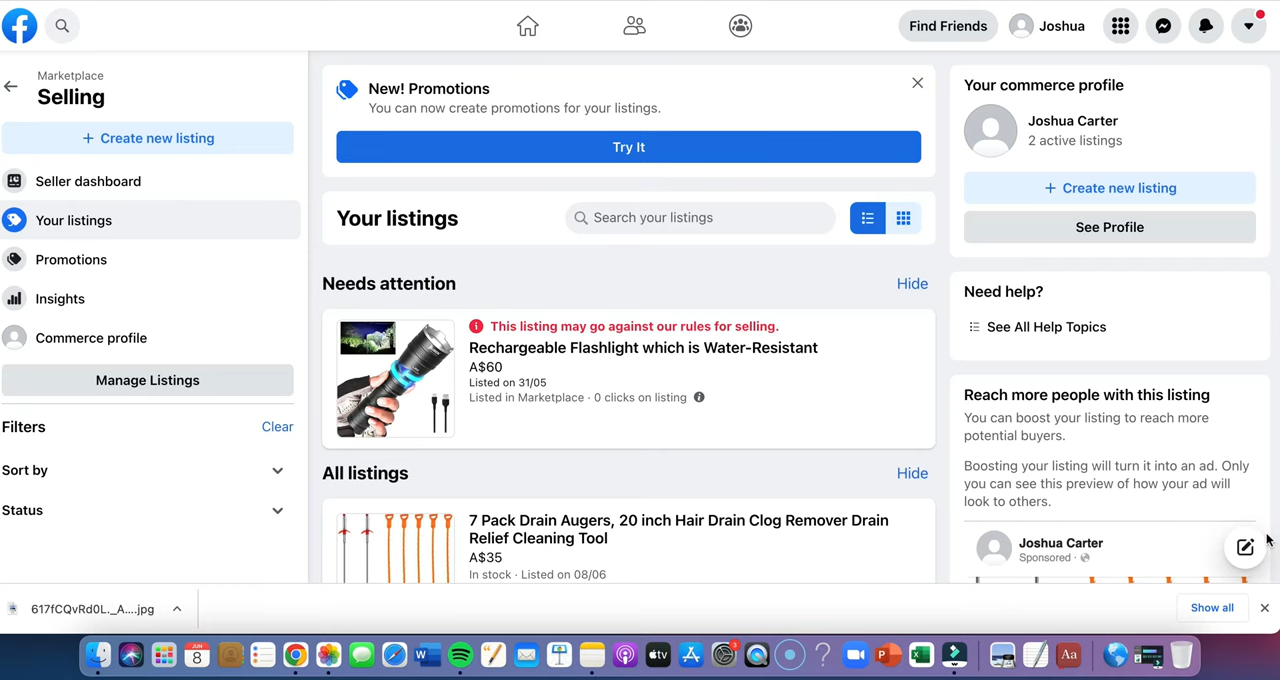 Find Friends
Joshua
Marketplace
Selling
+ Create new listing
Seller dashboard
Your listings
Promotions
Insights
Commerce profile
Manage Listings
Filters
Clear
Sort by
Status
New! Promotions
You can now create promotions for your listings.
Try It
Your listings
Search your listings
Needs attention
Hide
This listing may go against our rules for selling.
Rechargeable Flashlight which is Water-Resistant
A$60
Listed on 31/05
Listed in Marketplace · 0 clicks on listing
All listings
Hide
7 Pack Drain Augers, 20 inch Hair Drain Clog Remover Drain
Relief Cleaning Tool
A$35
In stock · Listed on 08/06
Your commerce profile
Joshua Carter
2 active listings
+ Create new listing
See Profile
Need help?
See All Help Topics
Reach more people with this listing
You can boost your listing to reach more
potential buyers.
Boosting your listing will turn it into an ad. Only
you can see this preview of how your ad will
look to others.
Joshua Carter
Sponsored ·
617fCQvRd0L._A....jpg
Show all
JUN
8
W
tv
3
?
P
X
Aa